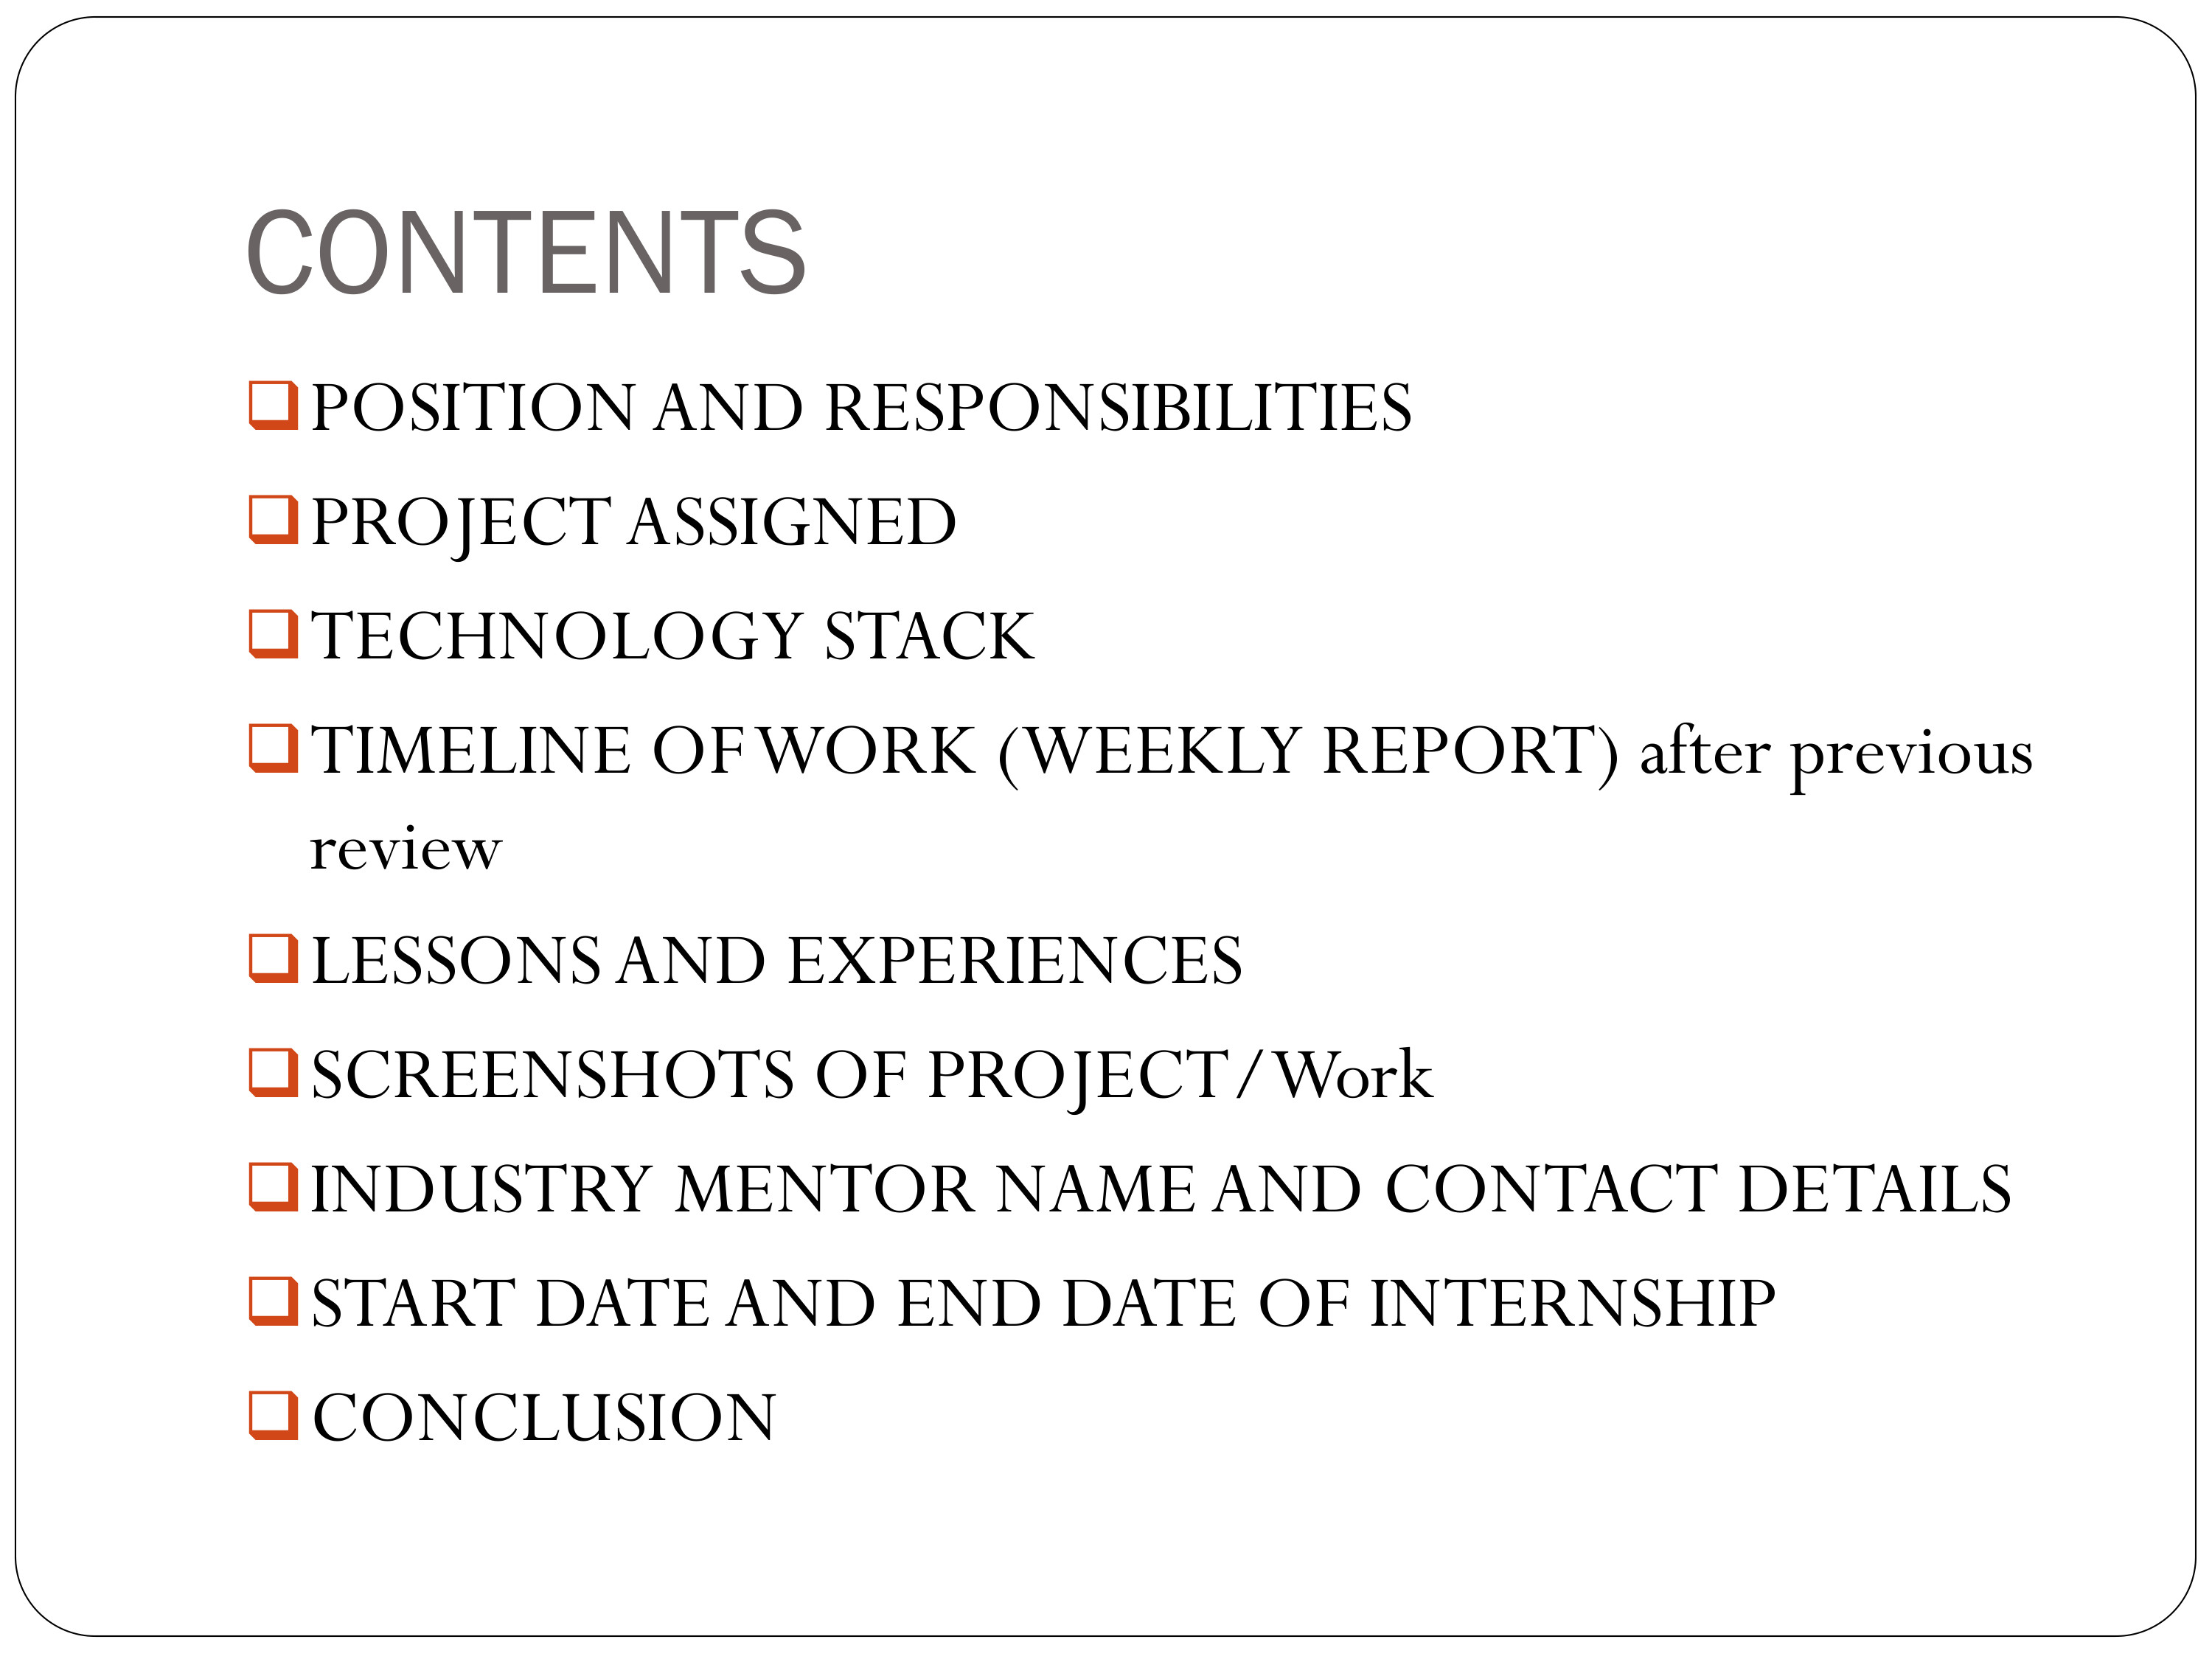 CONTENTS
POSITION AND RESPONSIBILITIES
PROJECT ASSIGNED
TECHNOLOGY STACK
TIMELINE OF WORK (WEEKLY REPORT) after previous
review
LESSONS AND EXPERIENCES
SCREENSHOTS OF PROJECT/Work
INDUSTRY MENTOR NAME AND CONTACT DETAILS
START DATE AND END DATE OF INTERNSHIP
CONCLUSION